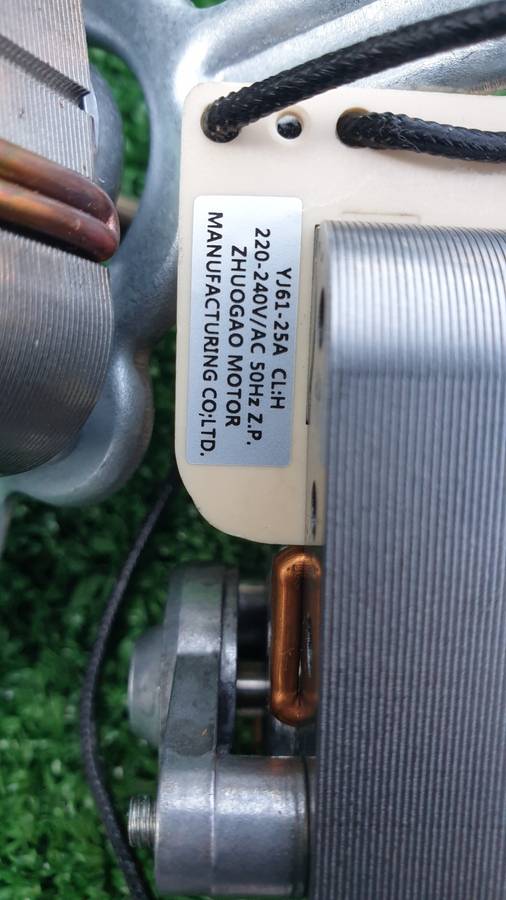 YJ61-25A CL:H
220-240V/AC 50Hz Z.P.
ZHUOGAO MOTOR
MANUFACTURING CO;LTD.